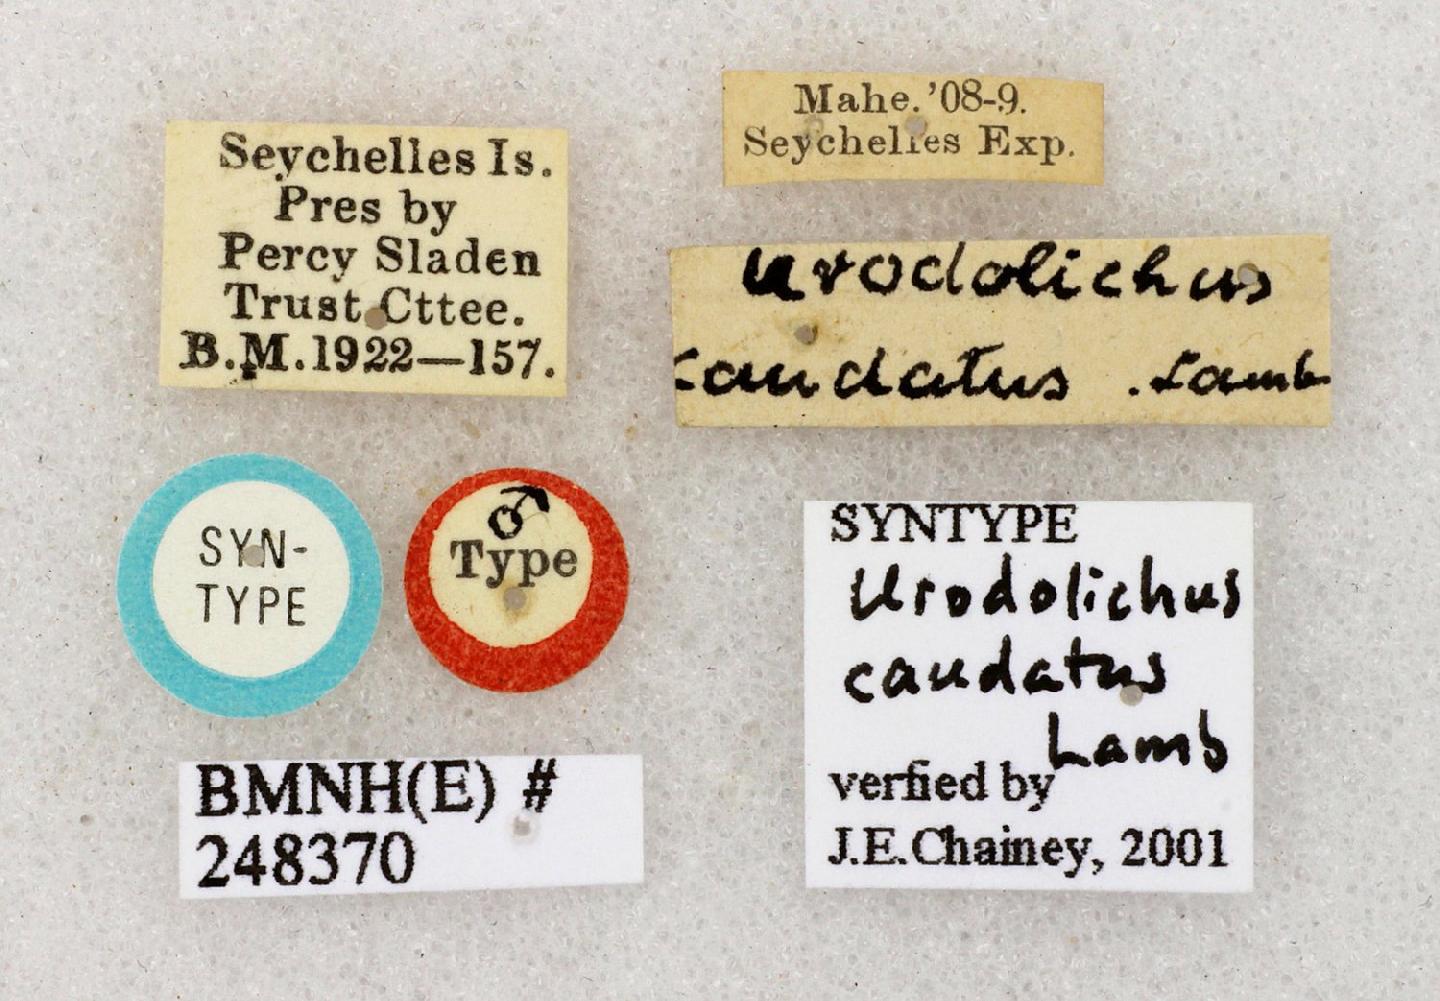 Seychelles Is.
Pres by
Percy Sladen
Trust Cttee.
B.M.1922—157.
Mahe. '08-9.
Seychelles Exp.
Urodolichus
caudatus . Lamb
SYN-
TYPE
♂
Type
SYNTYPE
Urodolichus
caudatus
Lamb
verfied by
J.E.Chainey, 2001
BMNH(E) #
248370